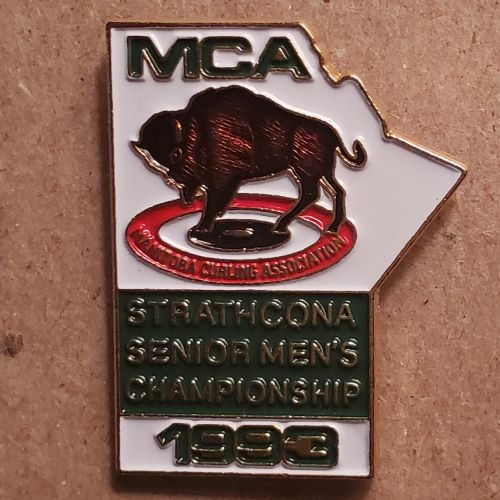 MCA
MANITOBA CURLING ASSOCIATION
STRATHCONA
SENIOR MEN'S
CHAMPIONSHIP
1993